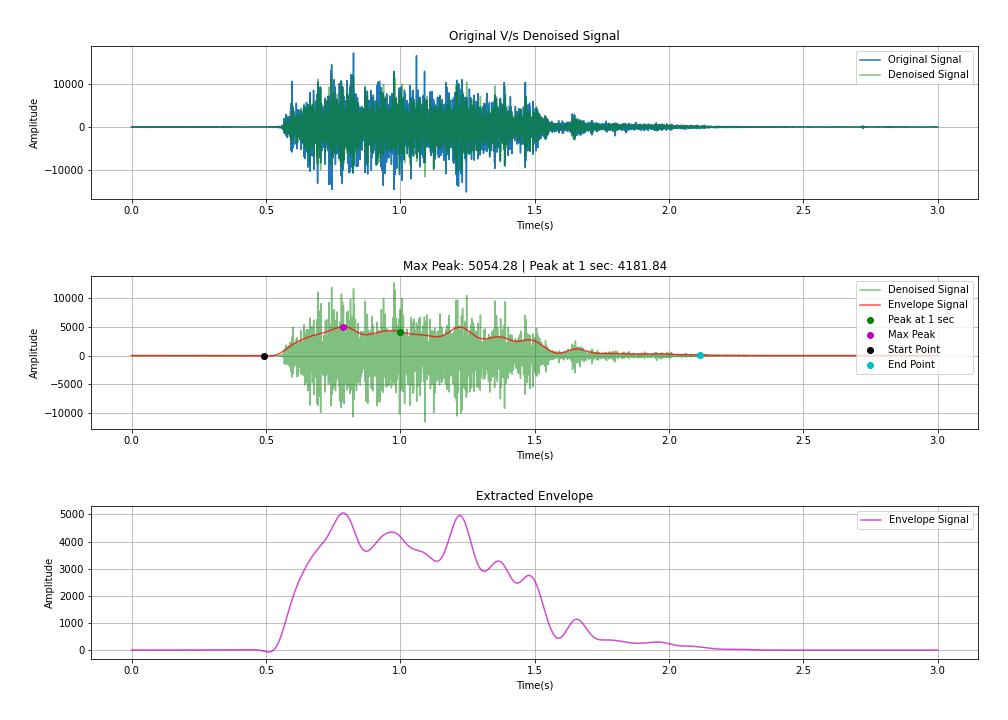 Original V/s Denoised Signal
Amplitude
10000
0
−10000
Original Signal
Denoised Signal
0.0 0.5 1.0 1.5 2.0 2.5 3.0
Time(s)
Max Peak: 5054.28 | Peak at 1 sec: 4181.84
Amplitude
10000
5000
0
−5000
−10000
Denoised Signal
Envelope Signal
Peak at 1 sec
Max Peak
Start Point
End Point
0.0 0.5 1.0 1.5 2.0 2.5 3.0
Time(s)
Extracted Envelope
Amplitude
5000
4000
3000
2000
1000
0
Envelope Signal
0.0 0.5 1.0 1.5 2.0 2.5 3.0
Time(s)